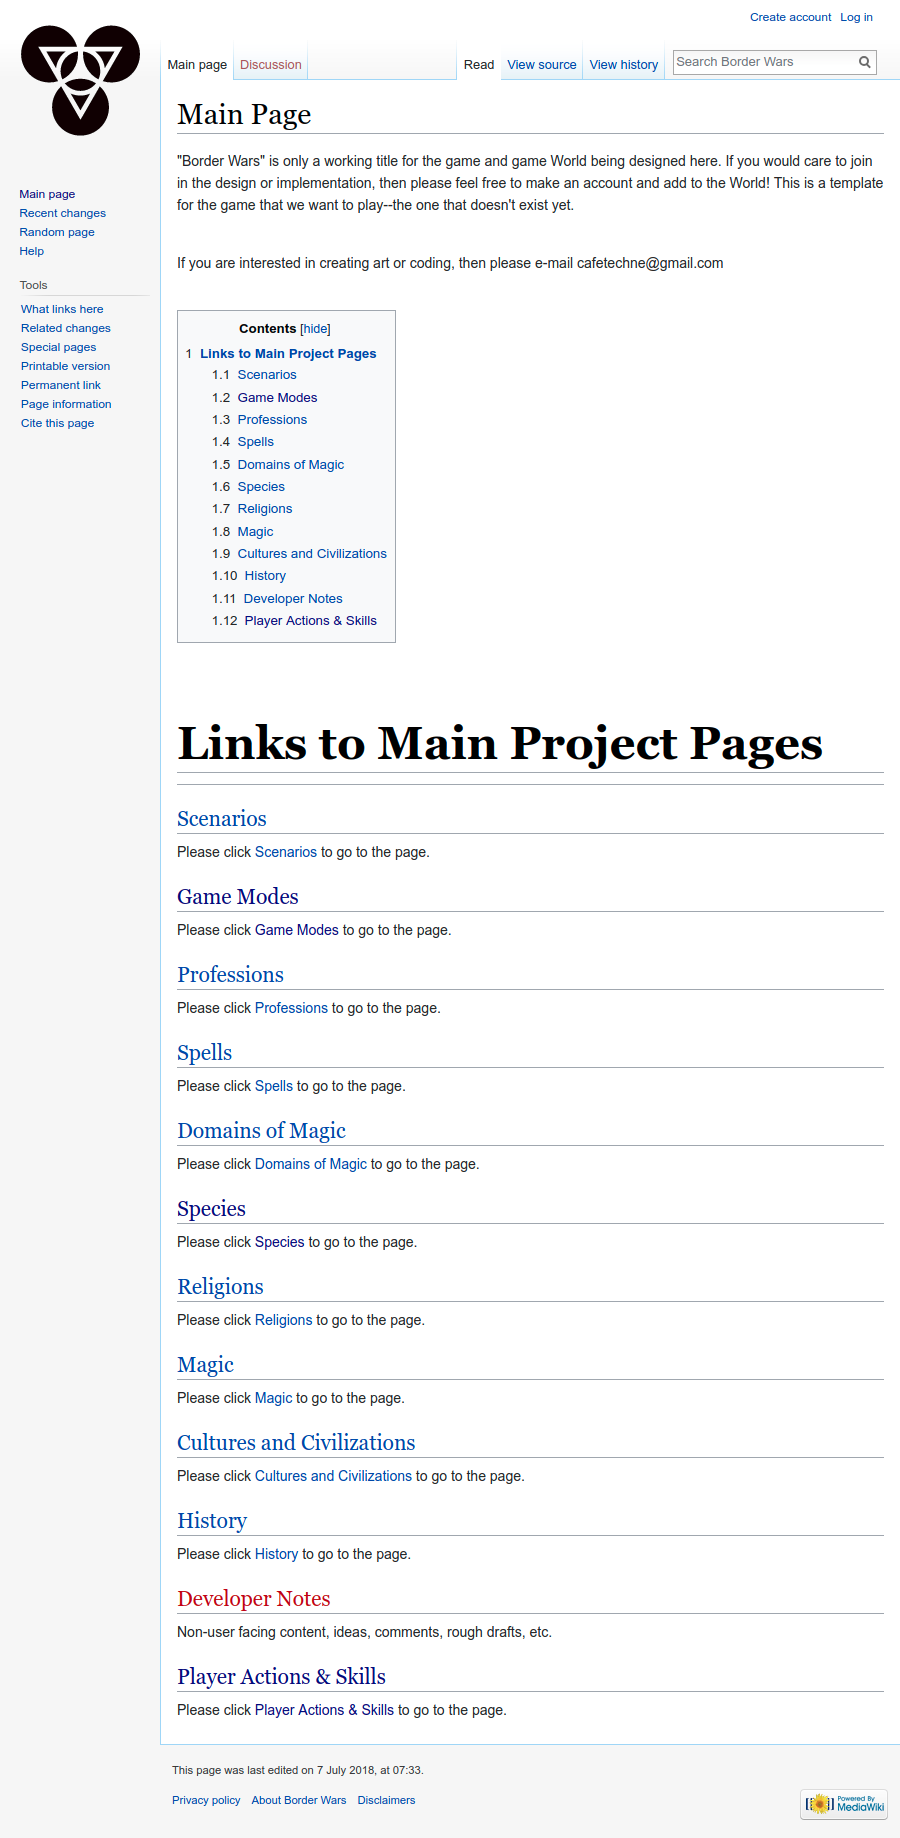 Create account Log in
Main page Discussion Read View source View history Search Border Wars
Main Page
"Border Wars" is only a working title for the game and game World being designed here. If you would care to join
in the design or implementation, then please feel free to make an account and add to the World! This is a template
for the game that we want to play--the one that doesn't exist yet.
If you are interested in creating art or coding, then please e-mail cafetechne@gmail.com
Main page
Recent changes
Random page
Help
Tools
What links here
Related changes
Special pages
Printable version
Permanent link
Page information
Cite this page
Contents [hide]
1 Links to Main Project Pages
1.1 Scenarios
1.2 Game Modes
1.3 Professions
1.4 Spells
1.5 Domains of Magic
1.6 Species
1.7 Religions
1.8 Magic
1.9 Cultures and Civilizations
1.10 History
1.11 Developer Notes
1.12 Player Actions & Skills
Links to Main Project Pages
Scenarios
Please click Scenarios to go to the page.
Game Modes
Please click Game Modes to go to the page.
Professions
Please click Professions to go to the page.
Spells
Please click Spells to go to the page.
Domains of Magic
Please click Domains of Magic to go to the page.
Species
Please click Species to go to the page.
Religions
Please click Religions to go to the page.
Magic
Please click Magic to go to the page.
Cultures and Civilizations
Please click Cultures and Civilizations to go to the page.
History
Please click History to go to the page.
Developer Notes
Non-user facing content, ideas, comments, rough drafts, etc.
Player Actions & Skills
Please click Player Actions & Skills to go to the page.
This page was last edited on 7 July 2018, at 07:33.
Privacy policy About Border Wars Disclaimers
Powered By
MediaWiki